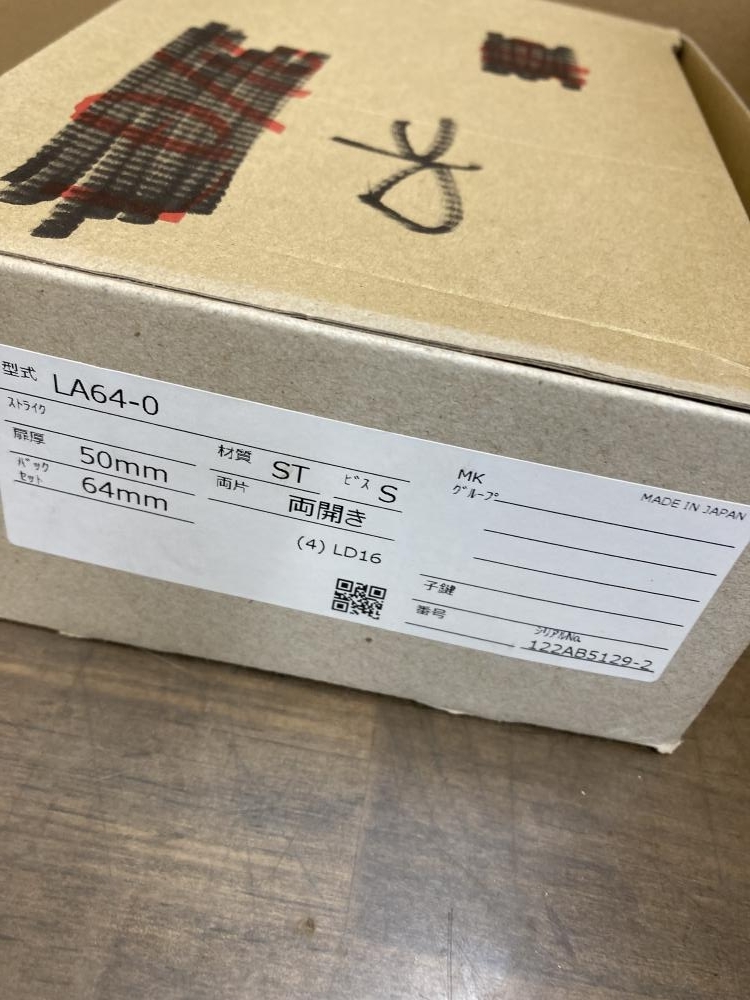 型式 LA64-0
ストライク
扉厚 50mm 材質 ST ビス S
バックセット 64mm 両片 両開き
(4) LD16
MKグループ
MADE IN JAPAN
子鍵
番号
シリアルNo.
122AB5129-2